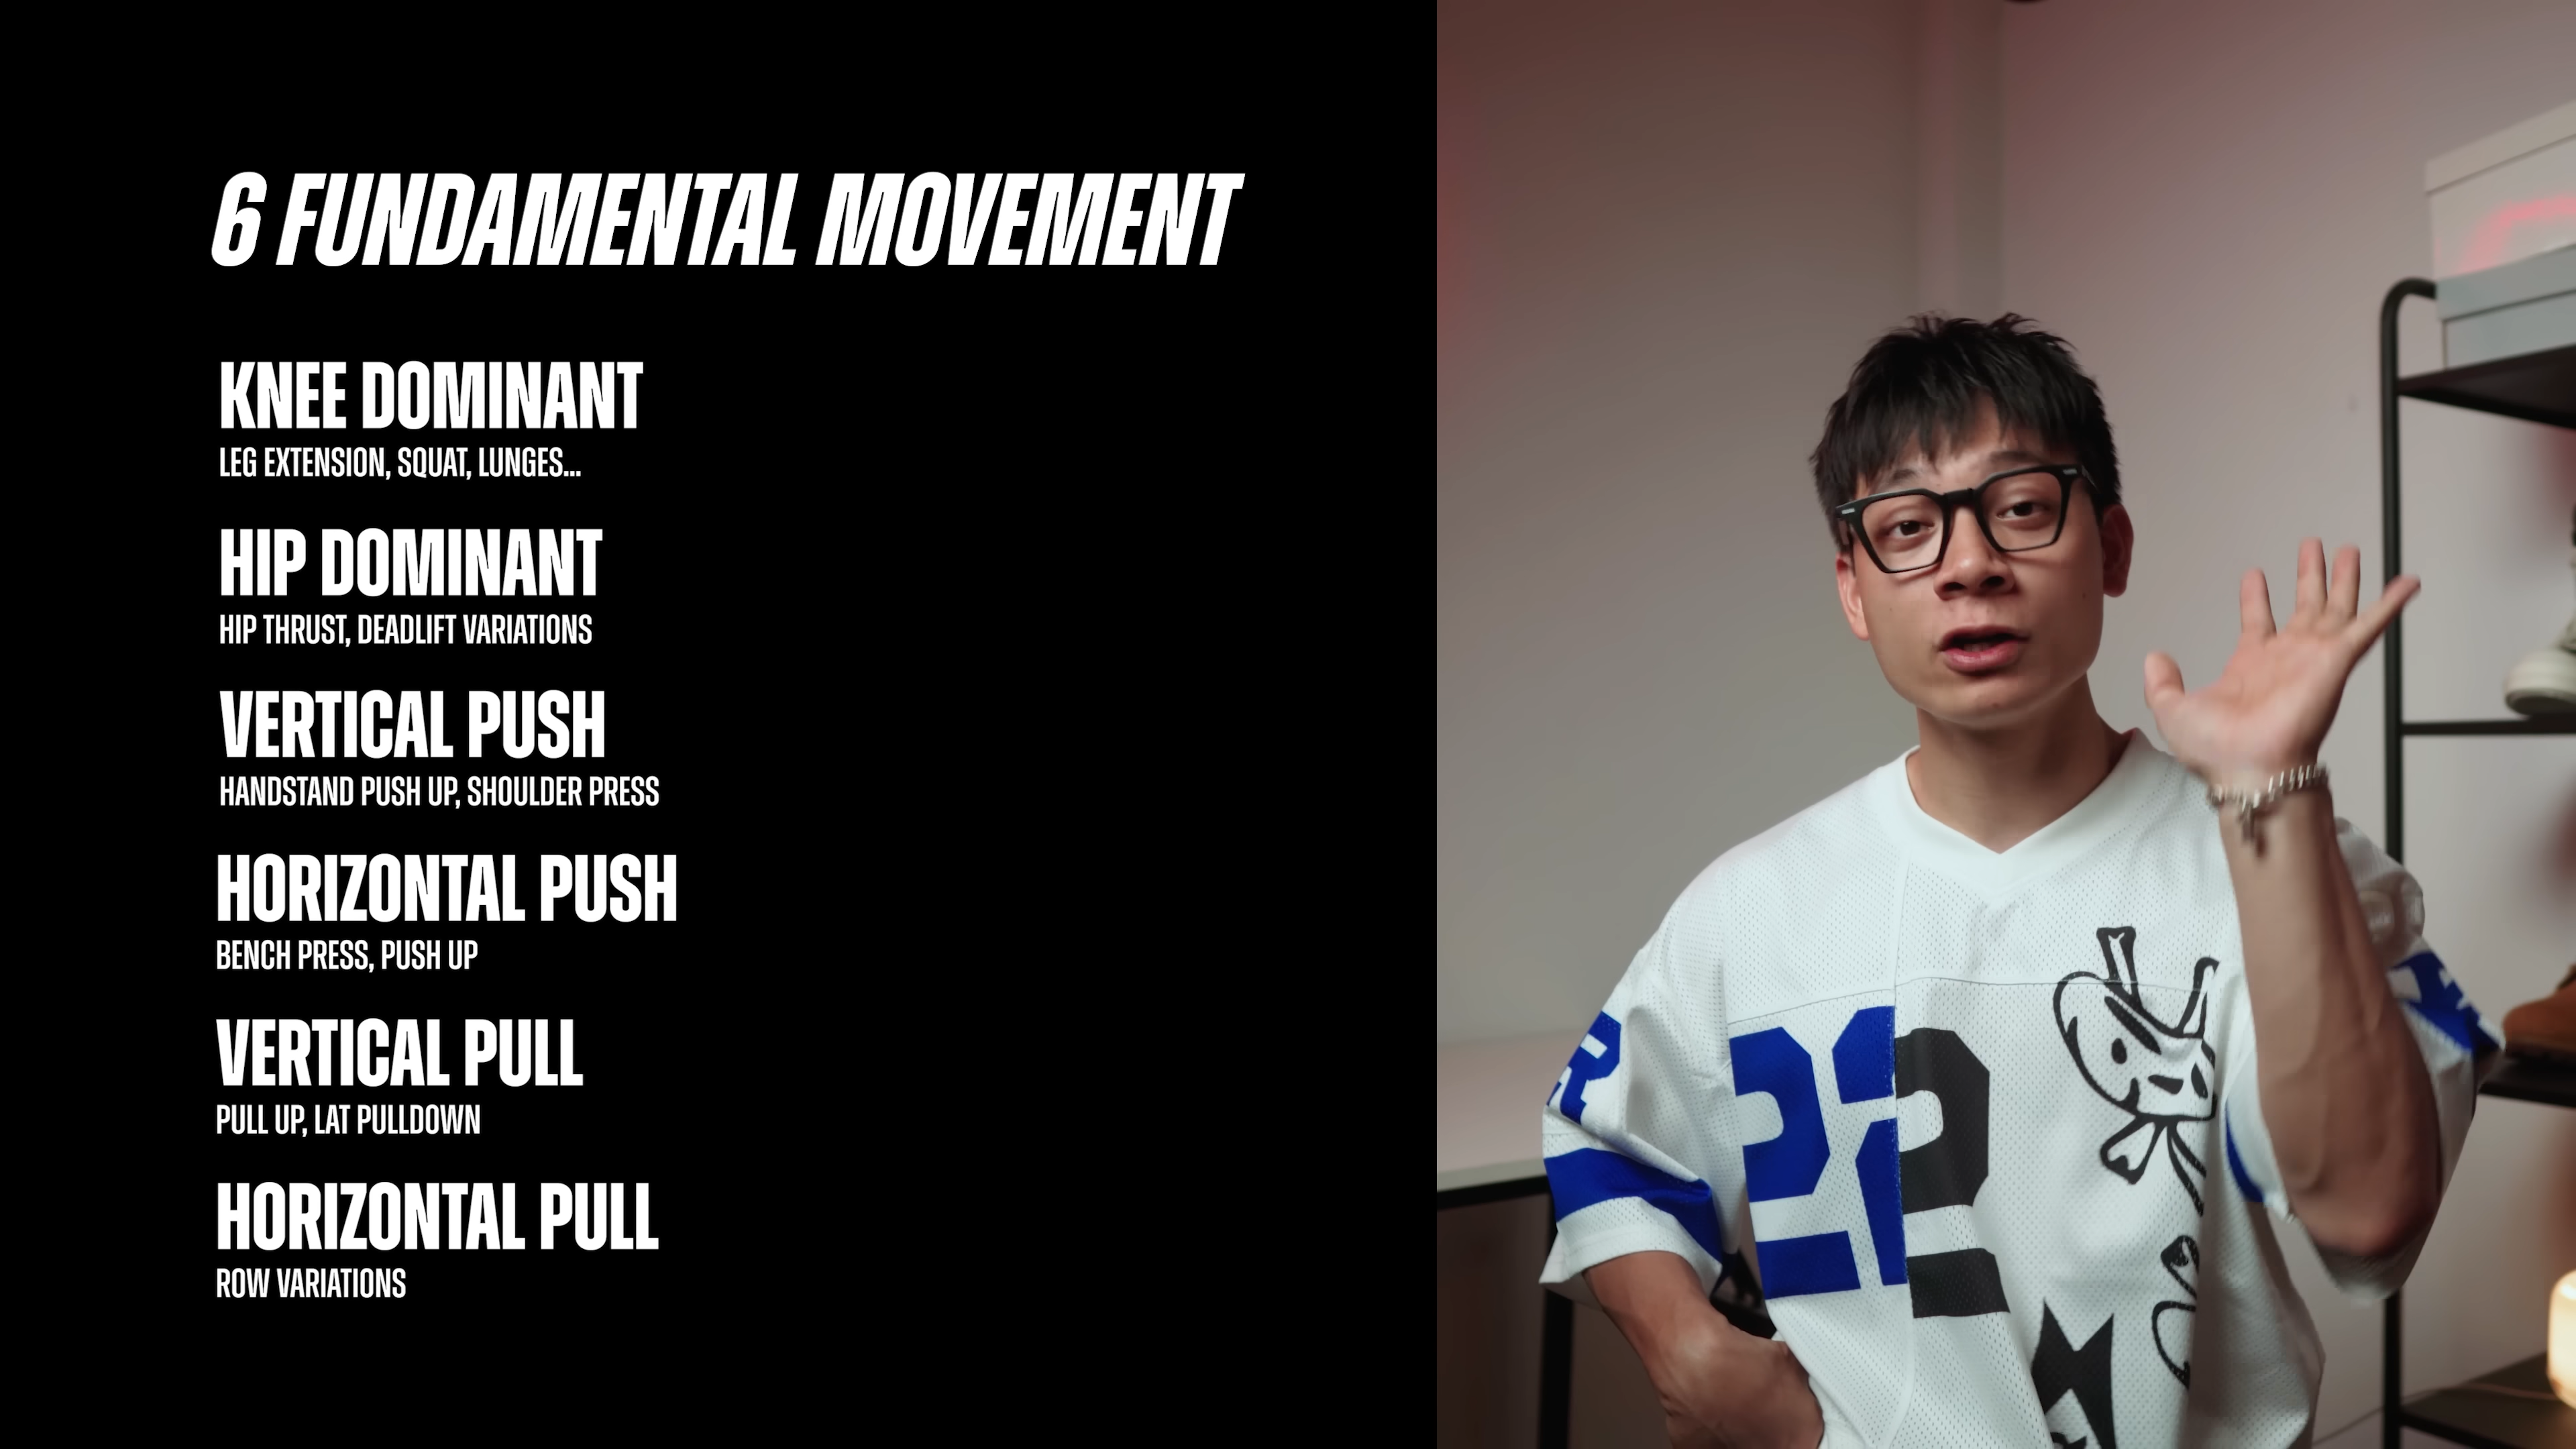 6 FUNDAMENTAL MOVEMENT
KNEE DOMINANT
LEG EXTENSION, SQUAT, LUNGES...
HIP DOMINANT
HIP THRUST, DEADLIFT VARIATIONS
VERTICAL PUSH
HANDSTAND PUSH UP, SHOULDER PRESS
HORIZONTAL PUSH
BENCH PRESS, PUSH UP
VERTICAL PULL
PULL UP, LAT PULLDOWN
HORIZONTAL PULL
ROW VARIATIONS
22